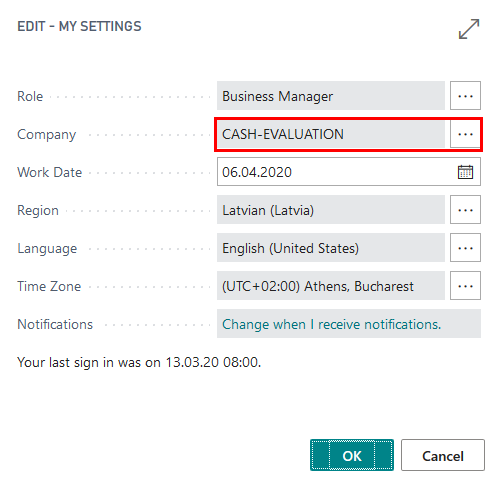 EDIT - MY SETTINGS
Role Business Manager ...
Company CASH-EVALUATION ...
Work Date 06.04.2020
Region Latvian (Latvia) ...
Language English (United States) ...
Time Zone (UTC+02:00) Athens, Bucharest ...
Notifications Change when I receive notifications.
Your last sign in was on 13.03.20 08:00.
OK Cancel